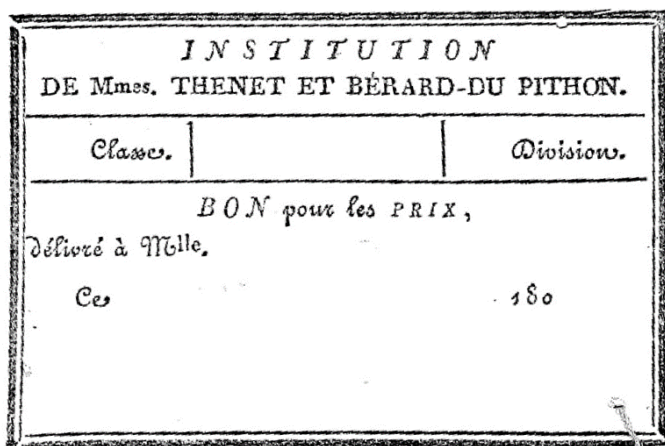 INSTITUTION
DE Mmes. THENET ET BÉRARD-DU PITHON.
Classe. Division.
BON pour les PRIX,
délivré à Mlle.
Ce 180